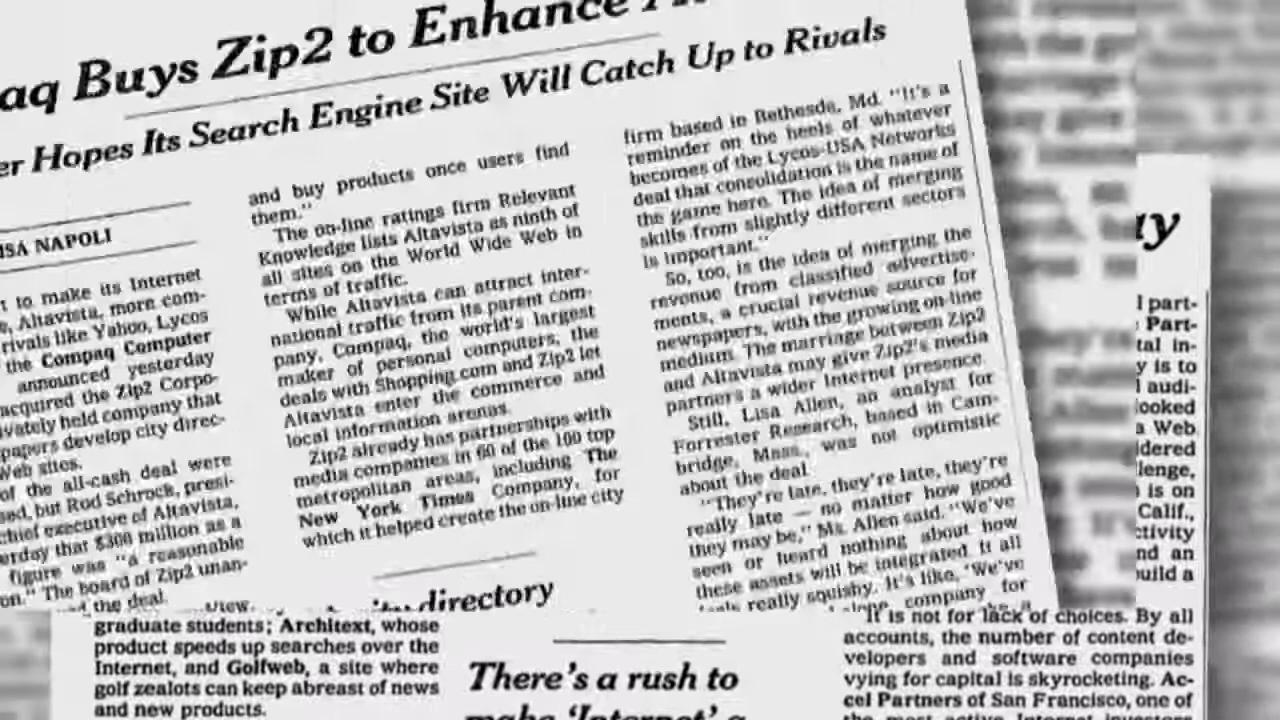 aq Buys Zip2 to Enhance
er Hopes Its Search Engine Site Will Catch Up to Rivals
ISA NAPOLI
t to make its Internet
e, Altavista, more com-
rivals like Yahoo, Lycos
the Compaq Computer
announced yesterday
acquired the Zip2 Corpo-
vately held company that
papers develop city direc-
Web sites.
of the all-cash deal were
sed, but Rod Schrock, presi-
chief executive of Altavista,
erday that $300 million as a
figure was "a reasonable
on." The board of Zip2 unan-
the deal.
and buy products once users find
them."
The on-line ratings firm Relevant
Knowledge lists Altavista as ninth of
all sites on the World Wide Web in
terms of traffic.
While Altavista can attract inter-
national traffic from its parent com-
pany, Compaq, the world's largest
maker of personal computers, the
deals with Shopping.com and Zip2 let
Altavista enter the commerce and
local information arenas.
Zip2 already has partnerships with
media companies in 60 of the 100 top
metropolitan areas, including The
New York Times Company, for
which it helped create the on-line city
directory
firm based in Bethesda, Md. "It's a
reminder on the heels of whatever
becomes of the Lycos-USA Networks
deal that consolidation is the name of
the game here. The idea of merging
skills from slightly different sectors
is important."
So, too, is the idea of merging the
revenue from classified advertise-
ments, a crucial revenue source for
newspapers, with the growing on-line
medium. The marriage between Zip2
and Altavista may give Zip2's media
partners a wider Internet presence.
Still, Lisa Allen, an analyst for
Forrester Research, based in Cam-
bridge, Mass., was not optimistic
about the deal.
"They're late, they're late, they're
really late — no matter how good
they may be," Ms. Allen said. "We've
seen or heard nothing about how
these assets will be integrated. It all
really squishy. It's like, 'We've
company for
graduate students; Architext, whose
product speeds up searches over the
Internet, and Golfweb, a site where
golf zealots can keep abreast of news
and new products.
There's a rush to
make 'Internet' a
It is not for lack of choices. By all
accounts, the number of content de-
velopers and software companies
vying for capital is skyrocketing. Ac-
cel Partners of San Francisco, one of
the most active Internet investors
ay
l part-
Part-
tal in-
y is to
l audi-
ooked
a Web
dered
lenge,
is on
Calif.,
ctivity
nd an
build a